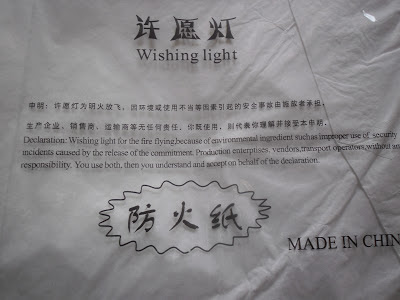 许愿灯
Wishing light
申明：许愿灯为明火放飞，因环境或使用不当等因素引起的安全事故由施放者承担，
生产企业、销售商、运输商等无任何责任，你既使用，则代表你理解并接受本申明。
Declaration: Wishing light for the fire flying,because of environmental ingredient suchas improper use of security
incidents caused by the release of the commitment. Production enterptises, vendors,transport operators,without
responsibility. You use both, then you understand and accept on behalf of the declaration.
防火纸
MADE IN CHIN